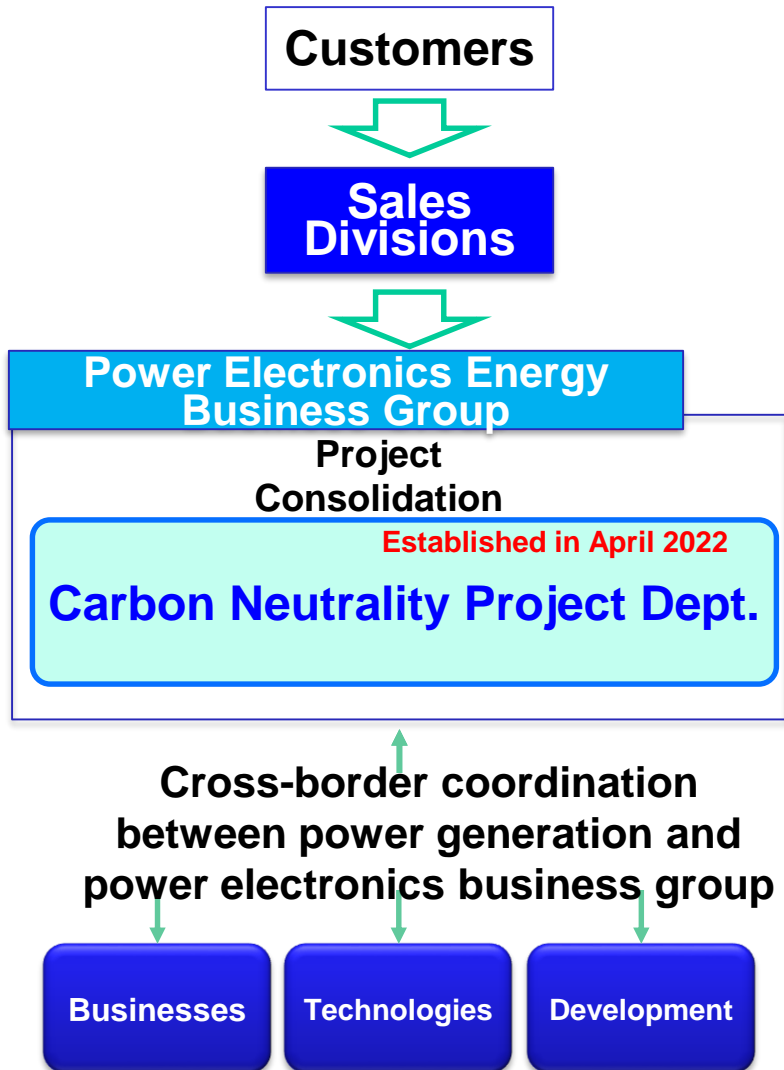 Customers
Sales
Divisions
Power Electronics Energy
Business Group
Project
Consolidation
Established in April 2022
Carbon Neutrality Project Dept.
Cross-border coordination
between power generation and
power electronics business group
Businesses
Technologies
Development